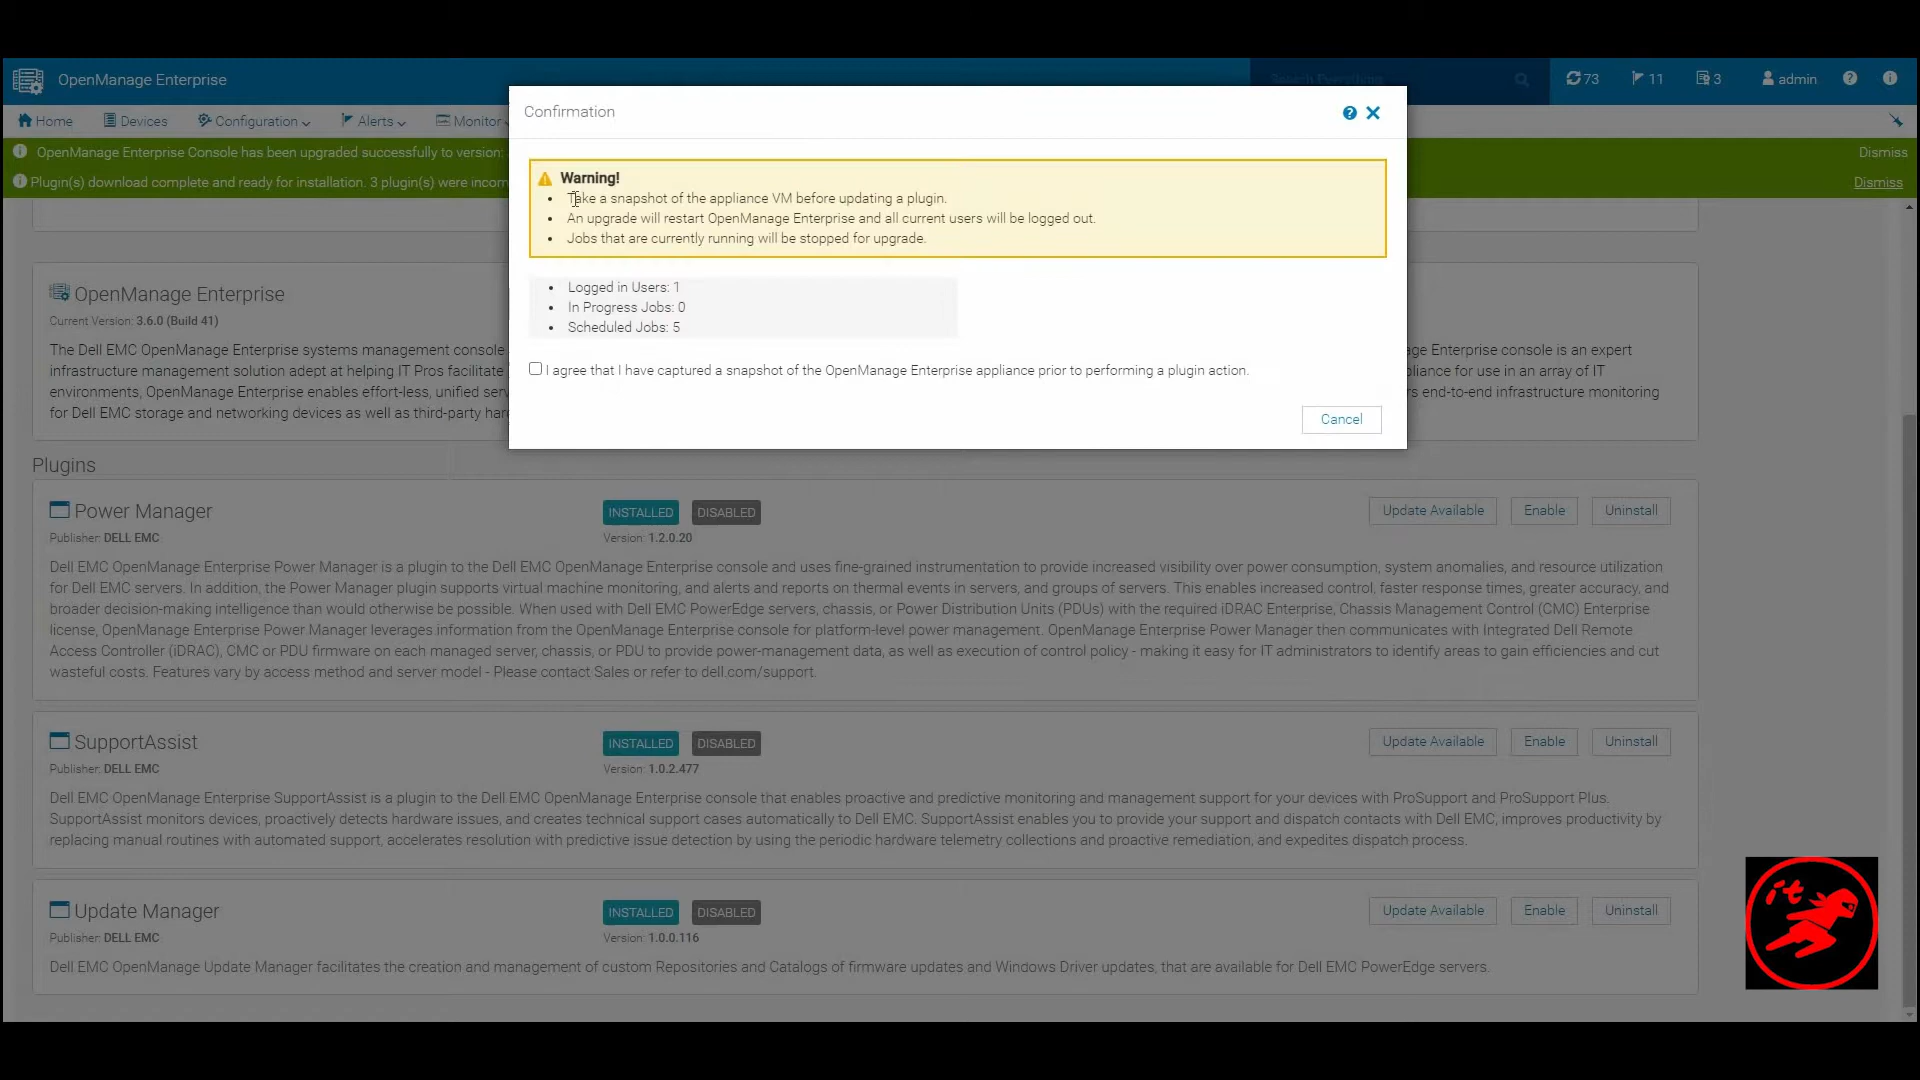 OpenManage Enterprise
73
11
3
admin
Home
Devices
Configuration
Alerts
Monitor
Confirmation
OpenManage Enterprise Console has been upgraded successfully to version:
Dismiss
Plugin(s) download complete and ready for installation. 3 plugin(s) were incom
Dismiss
Warning!
• Take a snapshot of the appliance VM before updating a plugin.
• An upgrade will restart OpenManage Enterprise and all current users will be logged out.
• Jobs that are currently running will be stopped for upgrade.
• Logged in Users: 1
• In Progress Jobs: 0
• Scheduled Jobs: 5
I agree that I have captured a snapshot of the OpenManage Enterprise appliance prior to performing a plugin action.
Cancel
OpenManage Enterprise
Current Version: 3.6.0 (Build 41)
The Dell EMC OpenManage Enterprise systems management console
age Enterprise console is an expert
infrastructure management solution adept at helping IT Pros facilitate
pliance for use in an array of IT
environments, OpenManage Enterprise enables effort-less, unified serv
rs end-to-end infrastructure monitoring
for Dell EMC storage and networking devices as well as third-party har
Plugins
Power Manager
INSTALLED
DISABLED
Update Available
Enable
Uninstall
Publisher: DELL EMC
Version: 1.2.0.20
Dell EMC OpenManage Enterprise Power Manager is a plugin to the Dell EMC OpenManage Enterprise console and uses fine-grained instrumentation to provide increased visibility over power consumption, system anomalies, and resource utilization
for Dell EMC servers. In addition, the Power Manager plugin supports virtual machine monitoring, and alerts and reports on thermal events in servers, and groups of servers. This enables increased control, faster response times, greater accuracy, and
broader decision-making intelligence than would otherwise be possible. When used with Dell EMC PowerEdge servers, chassis, or Power Distribution Units (PDUs) with the required iDRAC Enterprise, Chassis Management Control (CMC) Enterprise
license, OpenManage Enterprise Power Manager leverages information from the OpenManage Enterprise console for platform-level power management. OpenManage Enterprise Power Manager then communicates with Integrated Dell Remote
Access Controller (iDRAC), CMC or PDU firmware on each managed server, chassis, or PDU to provide power-management data, as well as execution of control policy - making it easy for IT administrators to identify areas to gain efficiencies and cut
wasteful costs. Features vary by access method and server model - Please contact Sales or refer to dell.com/support.
SupportAssist
INSTALLED
DISABLED
Update Available
Enable
Uninstall
Publisher: DELL EMC
Version: 1.0.2.477
Dell EMC OpenManage Enterprise SupportAssist is a plugin to the Dell EMC OpenManage Enterprise console that enables proactive and predictive monitoring and management support for your devices with ProSupport and ProSupport Plus.
SupportAssist monitors devices, proactively detects hardware issues, and creates technical support cases automatically to Dell EMC. SupportAssist enables you to provide your support and dispatch contacts with Dell EMC, improves productivity by
replacing manual routines with automated support, accelerates resolution with predictive issue detection by using the periodic hardware telemetry collections and proactive remediation, and expedites dispatch process.
Update Manager
INSTALLED
DISABLED
Update Available
Enable
Uninstall
Publisher: DELL EMC
Version: 1.0.0.116
Dell EMC OpenManage Update Manager facilitates the creation and management of custom Repositories and Catalogs of firmware updates and Windows Driver updates, that are available for Dell EMC PowerEdge servers.
it